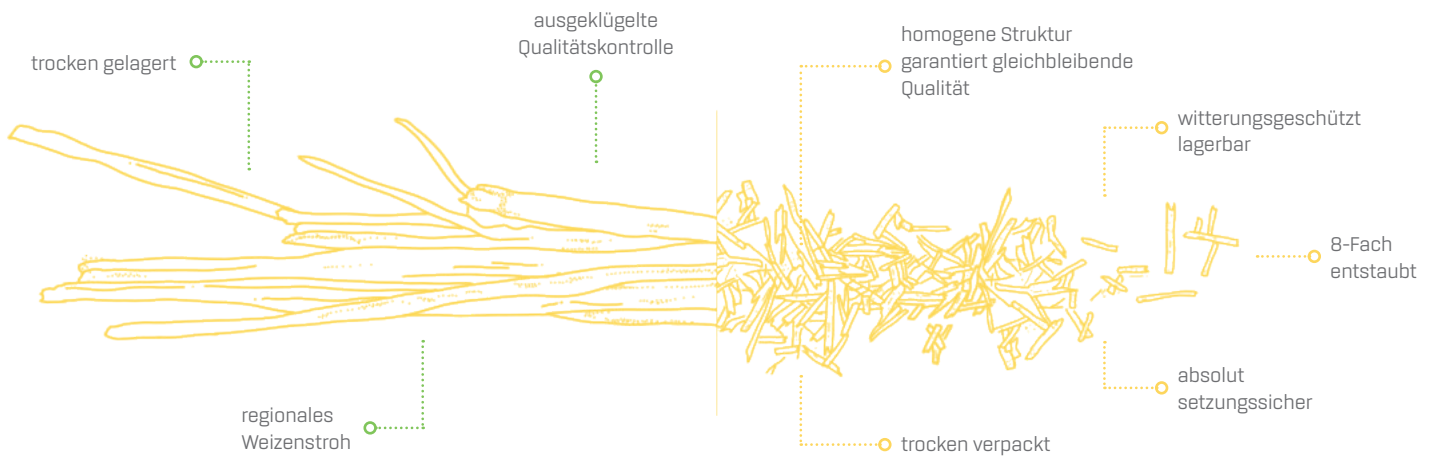 trocken gelagert
ausgeklügelte
Qualitätskontrolle
regionales
Weizenstroh
homogene Struktur
garantiert gleichbleibende
Qualität
witterungsgeschützt
lagerbar
8-Fach
entstaubt
absolut
setzungssicher
trocken verpackt